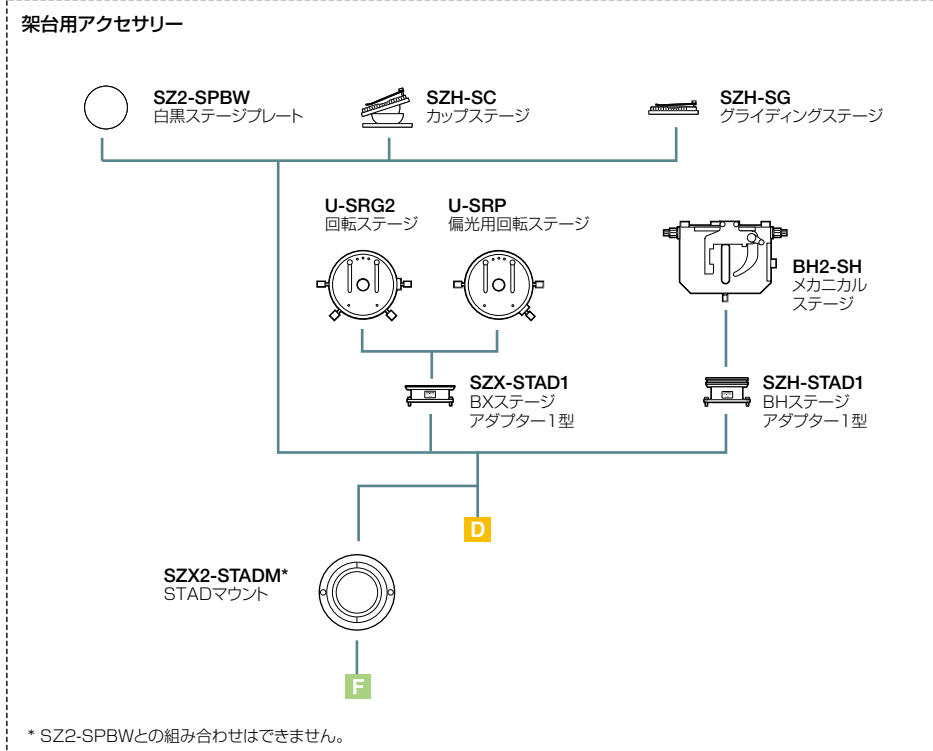 架台用アクセサリー
SZ2-SPBW
白黒ステージプレート
SZH-SC
カップステージ
SZH-SG
グライディングステージ
U-SRG2
回転ステージ
U-SRP
偏光用回転ステージ
BH2-SH
メカニカル
ステージ
SZX-STAD1
BXステージ
アダプター1型
SZH-STAD1
BHステージ
アダプター1型
D
SZX2-STADM*
STADマウント
F
* SZ2-SPBWとの組み合わせはできません。